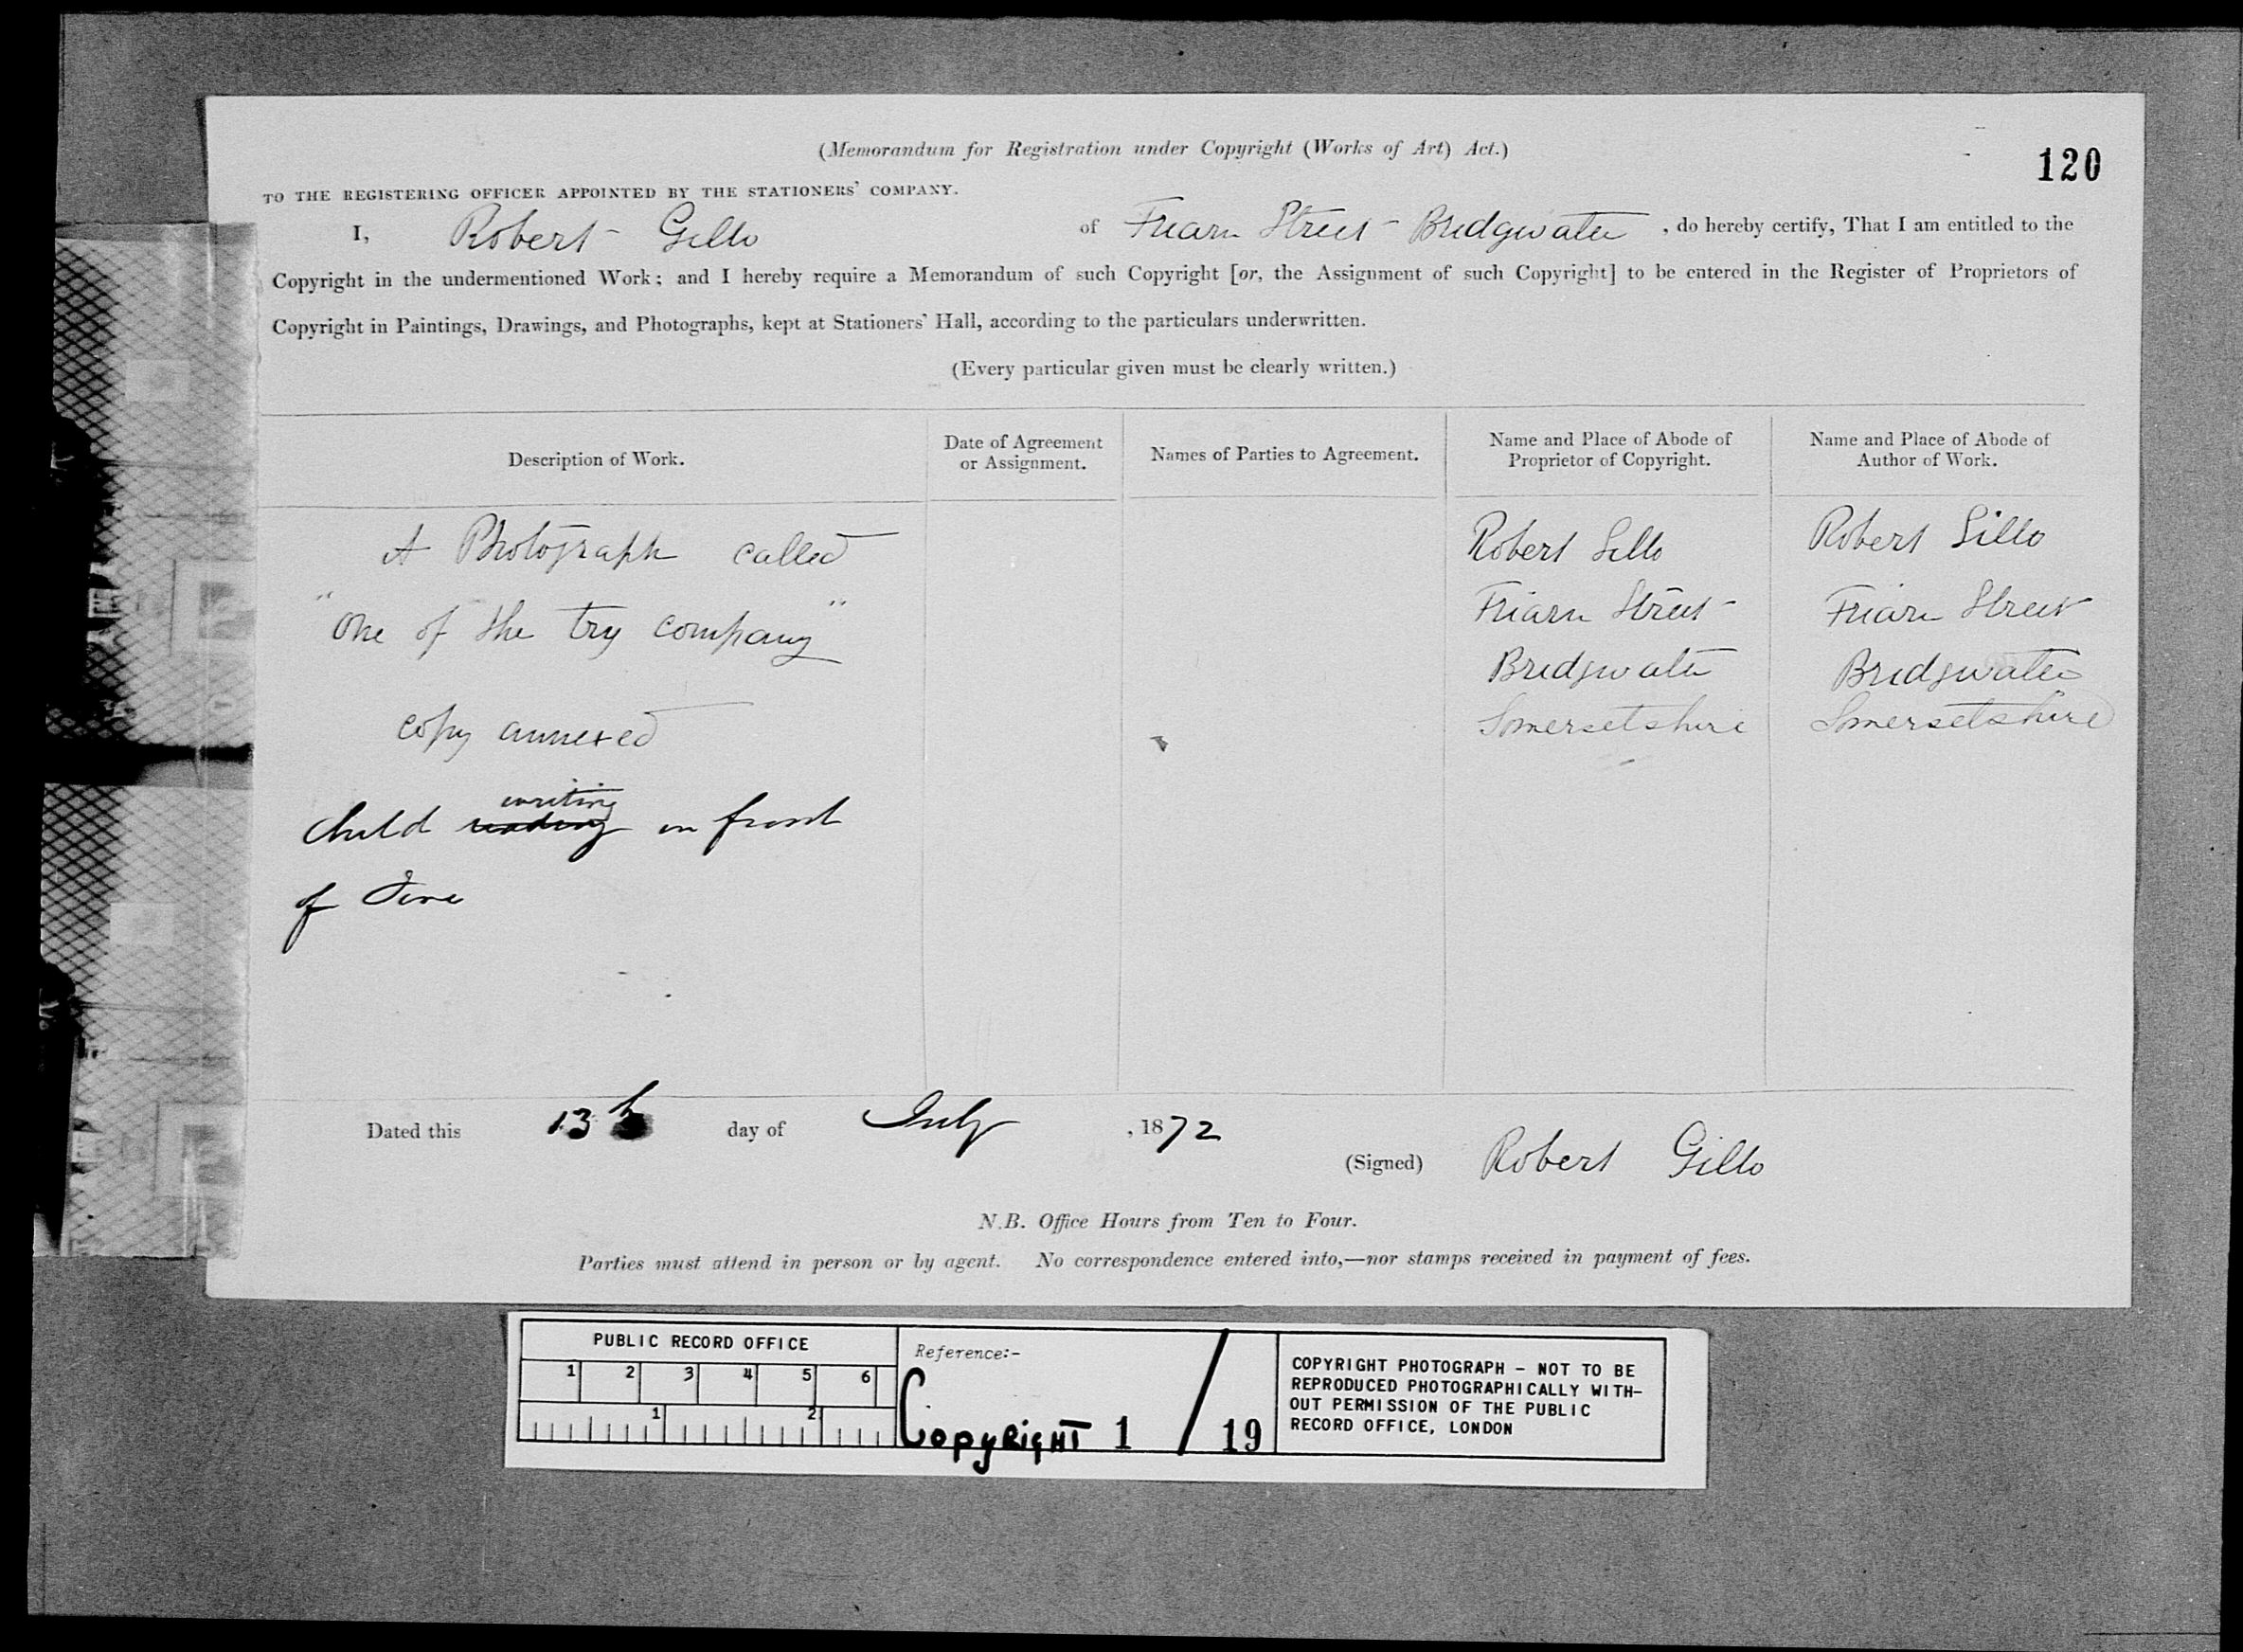 (Memorandum for Registration under Copyright (Works of Art) Act.)
120
TO THE REGISTERING OFFICER APPOINTED BY THE STATIONERS' COMPANY.
I, Robert Gillo of Friarn Street Bridgwater, do hereby certify, That I am entitled to the
Copyright in the undermentioned Work; and I hereby require a Memorandum of such Copyright [or, the Assignment of such Copyright] to be entered in the Register of Proprietors of
Copyright in Paintings, Drawings, and Photographs, kept at Stationers' Hall, according to the particulars underwritten.
(Every particular given must be clearly written.)
Description of Work.
Date of Agreement
or Assignment.
Names of Parties to Agreement.
Name and Place of Abode of
Proprietor of Copyright.
Name and Place of Abode of
Author of Work.
A Photograph called
"One of the try company"
copy annexed
writing
Child reading in front
of
Robert Gillo
Friarn Street
Bridgwater
Somersetshire
Robert Gillo
Friarn Street
Bridgwater
Somersetshire
Dated this 13th day of July, 1872
(Signed) Robert Gillo
N.B. Office Hours from Ten to Four.
Parties must attend in person or by agent. No correspondence entered into,—nor stamps received in payment of fees.
PUBLIC RECORD OFFICE
1 2 3 4 5 6
1 2
Reference:-
Copyright 1 / 19
COPYRIGHT PHOTOGRAPH - NOT TO BE
REPRODUCED PHOTOGRAPHICALLY WITH-
OUT PERMISSION OF THE PUBLIC
RECORD OFFICE, LONDON